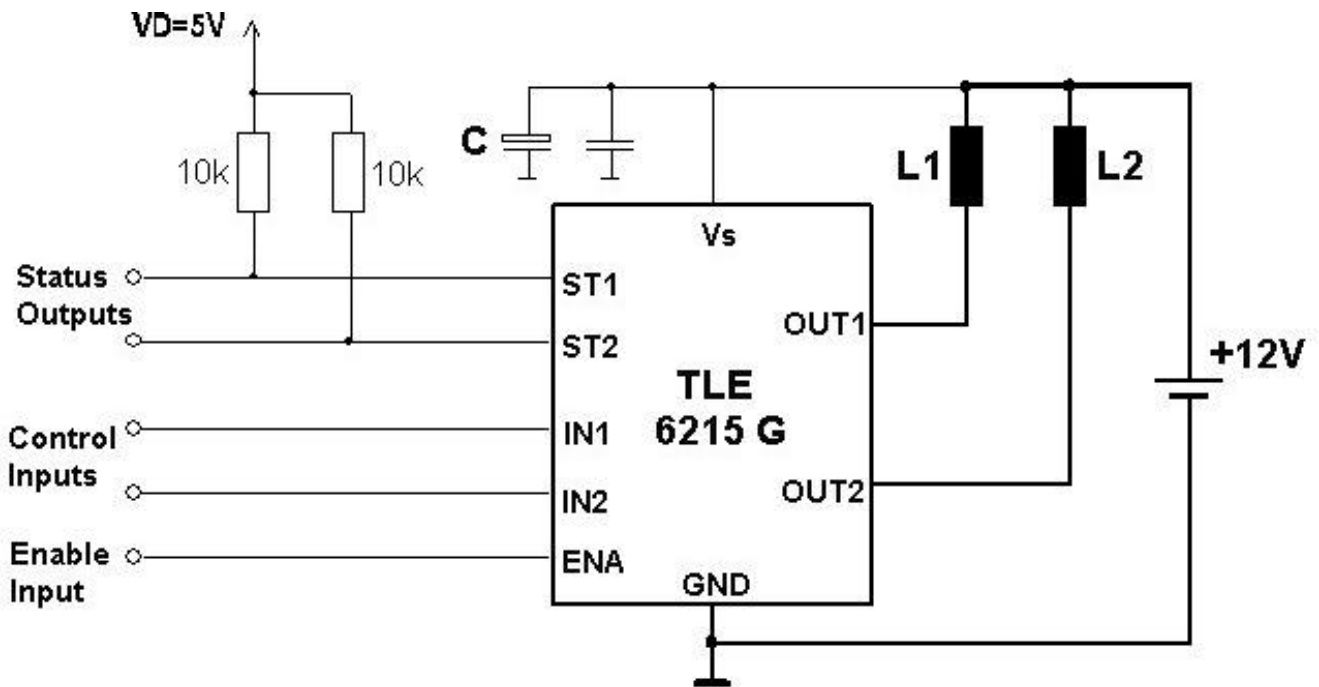 VD=5V
10k
10k
C
L1
L2
Vs
Status
Outputs
ST1
ST2
OUT1
TLE
6215 G
+12V
Control
Inputs
IN1
IN2
OUT2
Enable
Input
ENA
GND